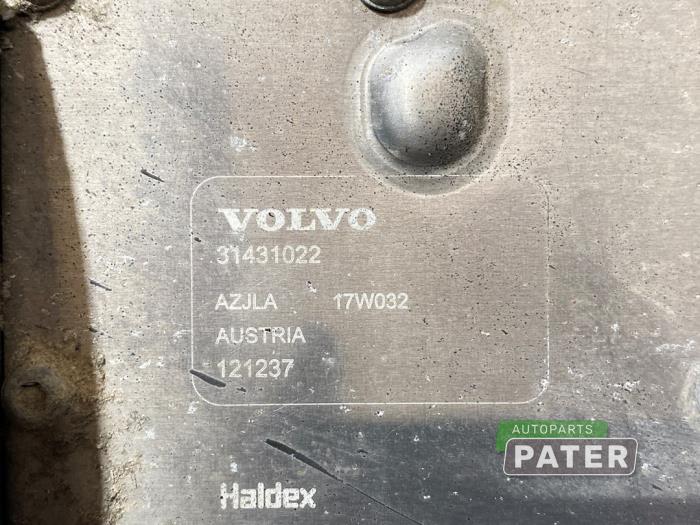 VOLVO
31431022
AZJLA 17W032
AUSTRIA
121237
Haldex
AUTOPARTS
PATER